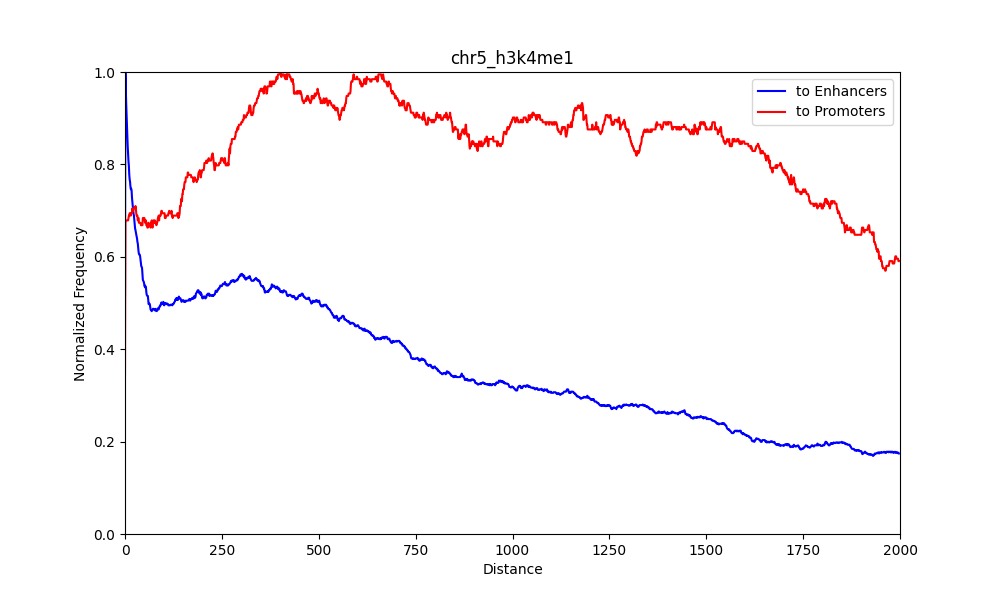 chr5_h3k4me1
to Enhancers
to Promoters
Normalized Frequency
1.0
0.8
0.6
0.4
0.2
0.0
0 250 500 750 1000 1250 1500 1750 2000
Distance